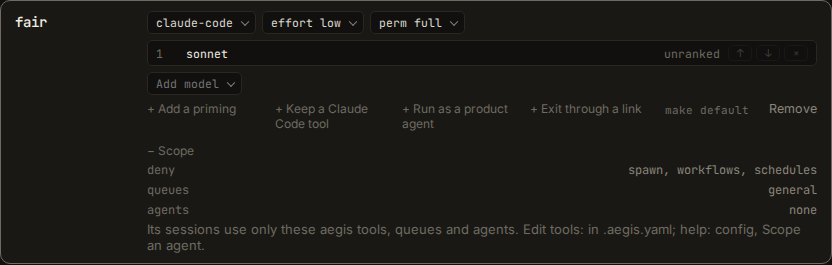 fair
claude-code effort low perm full
1 sonnet unranked ↑ ↓ ×
Add model
+ Add a priming + Keep a Claude + Run as a product + Exit through a link make default Remove
Code tool agent
− Scope
deny spawn, workflows, schedules
queues general
agents none
Its sessions use only these aegis tools, queues and agents. Edit tools: in .aegis.yaml; help: config, Scope
an agent.